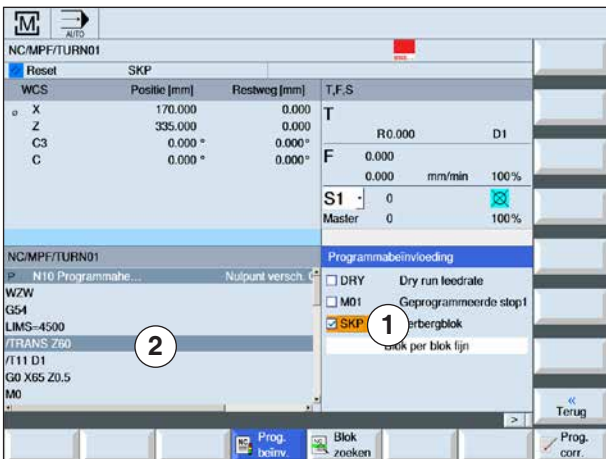 M AUTO
NC/MPF/TURN01
Reset SKP
WCS Positie [mm] Restweg [mm] T,F,S
X 170.000 0.000 T
Z 335.000 0.000 R0.000 D1
C3 0.000 ° 0.000°
C 0.000 ° 0.000° F 0.000
0.000 mm/min 100%
S1 0
Master 0 100%
NC/MPF/TURN01 Programmabeïnvloeding
P N10 Programmahe... Nulpunt versch.
DRY Dry run feedrate
WZW
M01 Geprogrammeerde stop1
G54
SKP 1 erbergblok
LIMS=4500
/TRANS Z60 2
Blok per blok fijn
/T11 D1
G0 X65 Z0.5
M0
« Terug
>
NC Prog. beïnv. NC Blok zoeken Prog. corr.